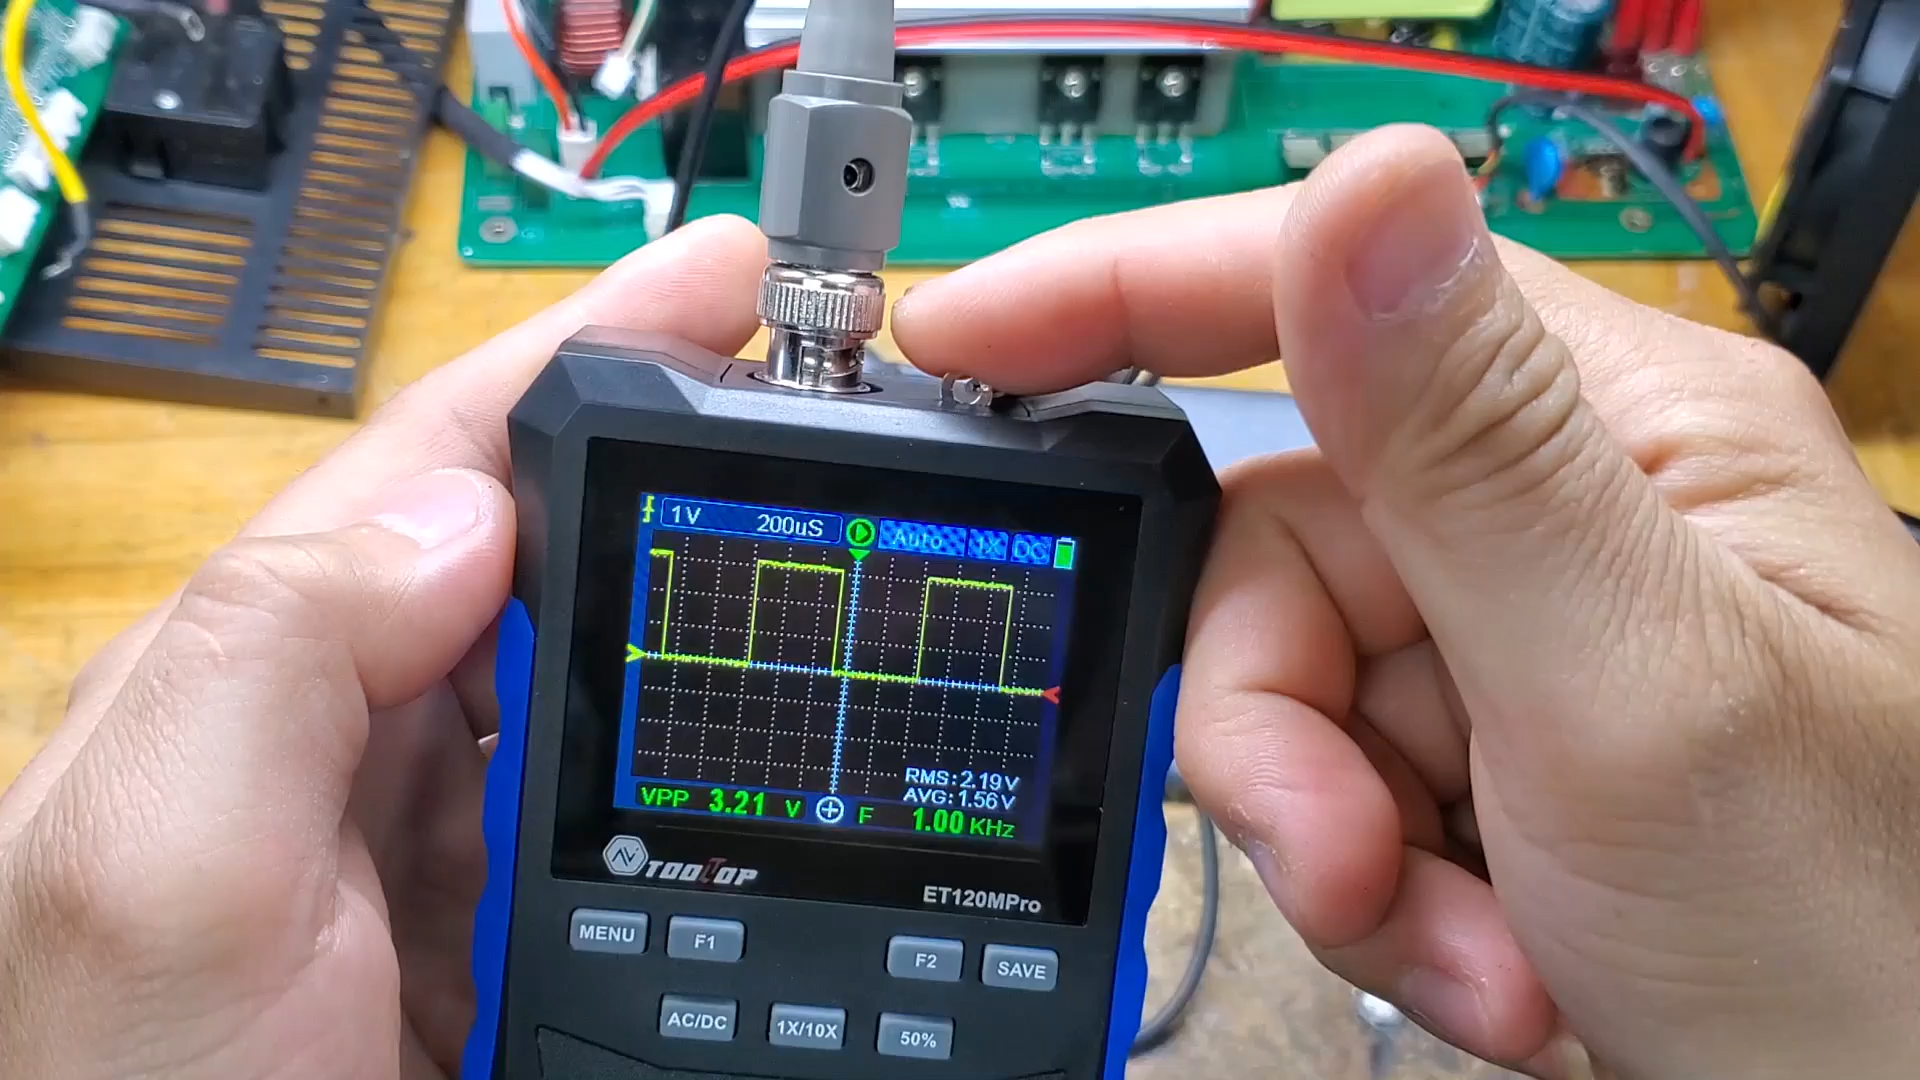 1V 200uS Auto 1X DC
RMS:2.19V
AVG:1.56V
VPP 3.21 V F 1.00 KHz
TOOLTOP
ET120MPro
MENU F1 F2 SAVE
AC/DC 1X/10X 50%